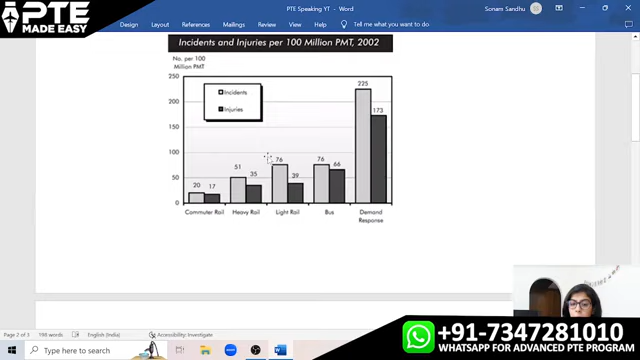 PTE
MADE EASY
PTE Speaking YT - Word
Sonam Sandhu
Design Layout References Mailings Review View Help Tell me what you want to do
Incidents and Injuries per 100 Million PMT, 2002
No. per 100
Million PMT
250
200
150
100
50
0
Incidents
Injuries
20 17
51 35
76 39
76 66
225 173
Commuter Rail
Heavy Rail
Light Rail
Bus
Demand
Response
Page 2 of 3 198 words English (India) Accessibility: Investigate
Type here to search
+91-7347281010
WHATSAPP FOR ADVANCED PTE PROGRAM